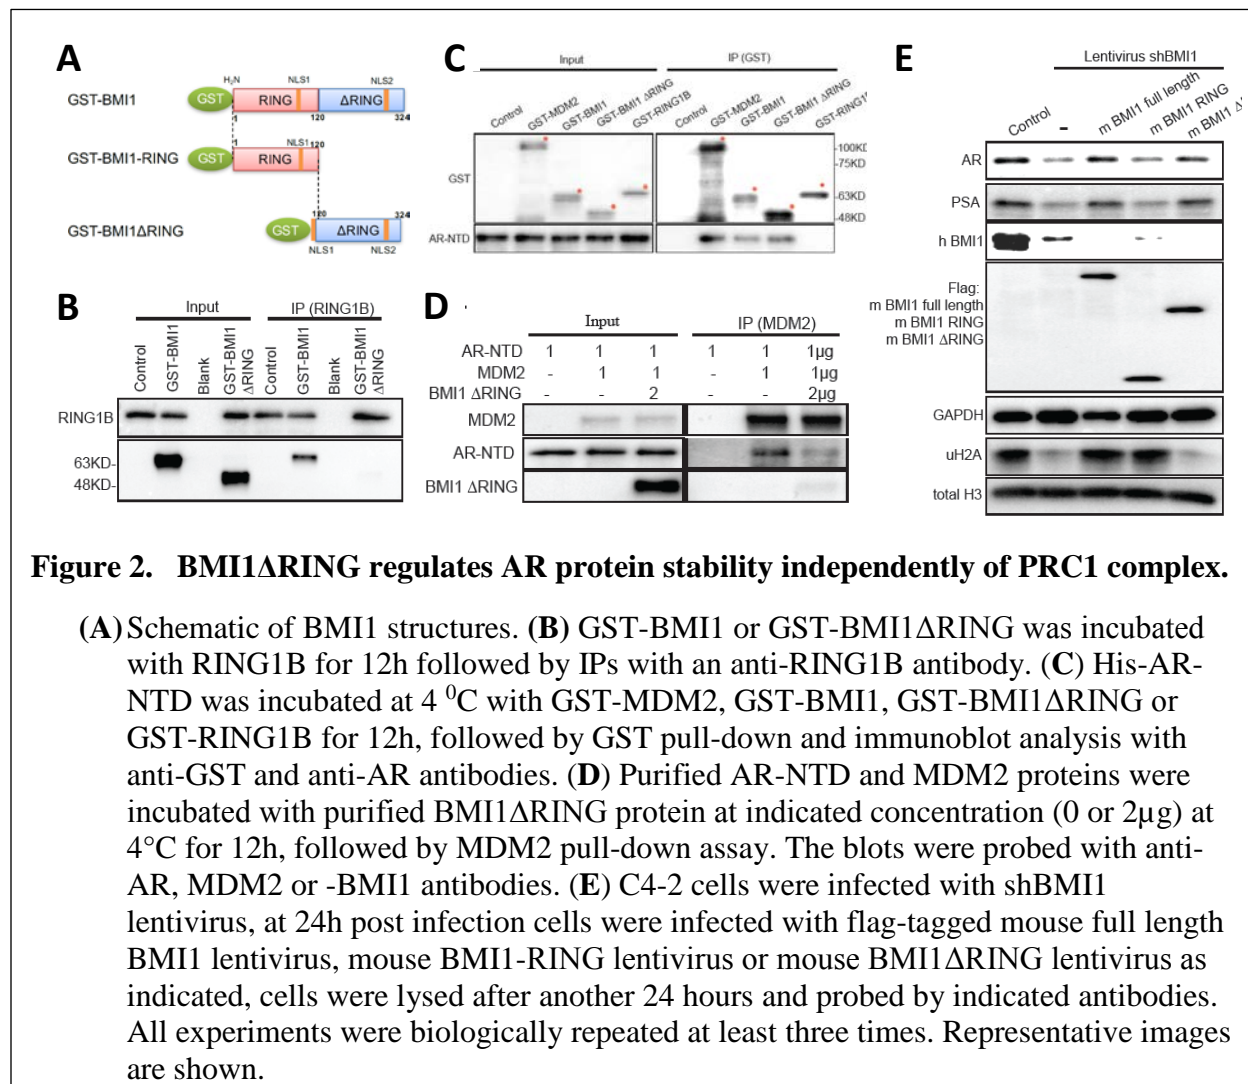 A
GST-BMI1
GST
H₂N
RING
NLS1
ΔRING
NLS2
1
120
324
GST-BMI1-RING
GST
1
RING
NLS1
120
GST-BMI1ΔRING
GST
120
ΔRING
324
NLS1
NLS2
B
Input
IP (RING1B)
Control
GST-BMI1
Blank
GST-BMI1
ΔRING
Control
GST-BMI1
Blank
GST-BMI1
ΔRING
RING1B
63KD-
48KD-
C
Input
IP (GST)
Control
GST-MDM2
GST-BMI1
GST-BMI1 ΔRING
GST-RING1B
Control
GST-MDM2
GST-BMI1
GST-BMI1 ΔRING
GST-RING1
GST
-100KD
-75KD
-63KD
-48KD
AR-NTD
D
Input
IP (MDM2)
AR-NTD 1 1 1 1 1 1µg
MDM2 - 1 1 - 1 1µg
BMI1 ΔRING - - 2 - - 2µg
MDM2
AR-NTD
BMI1 ΔRING
E
Lentivirus shBMI1
Control
-
m BMI1 full length
m BMI1 RING
m BMI1
AR
PSA
h BMI1
Flag:
m BMI1 full length
m BMI1 RING
m BMI1 ΔRING
GAPDH
uH2A
total H3
Figure 2. BMI1ΔRING regulates AR protein stability independently of PRC1 complex.
(A) Schematic of BMI1 structures. (B) GST-BMI1 or GST-BMI1ΔRING was incubated
with RING1B for 12h followed by IPs with an anti-RING1B antibody. (C) His-AR-
NTD was incubated at 4 ⁰C with GST-MDM2, GST-BMI1, GST-BMI1ΔRING or
GST-RING1B for 12h, followed by GST pull-down and immunoblot analysis with
anti-GST and anti-AR antibodies. (D) Purified AR-NTD and MDM2 proteins were
incubated with purified BMI1ΔRING protein at indicated concentration (0 or 2µg) at
4°C for 12h, followed by MDM2 pull-down assay. The blots were probed with anti-
AR, MDM2 or -BMI1 antibodies. (E) C4-2 cells were infected with shBMI1
lentivirus, at 24h post infection cells were infected with flag-tagged mouse full length
BMI1 lentivirus, mouse BMI1-RING lentivirus or mouse BMI1ΔRING lentivirus as
indicated, cells were lysed after another 24 hours and probed by indicated antibodies.
All experiments were biologically repeated at least three times. Representative images
are shown.